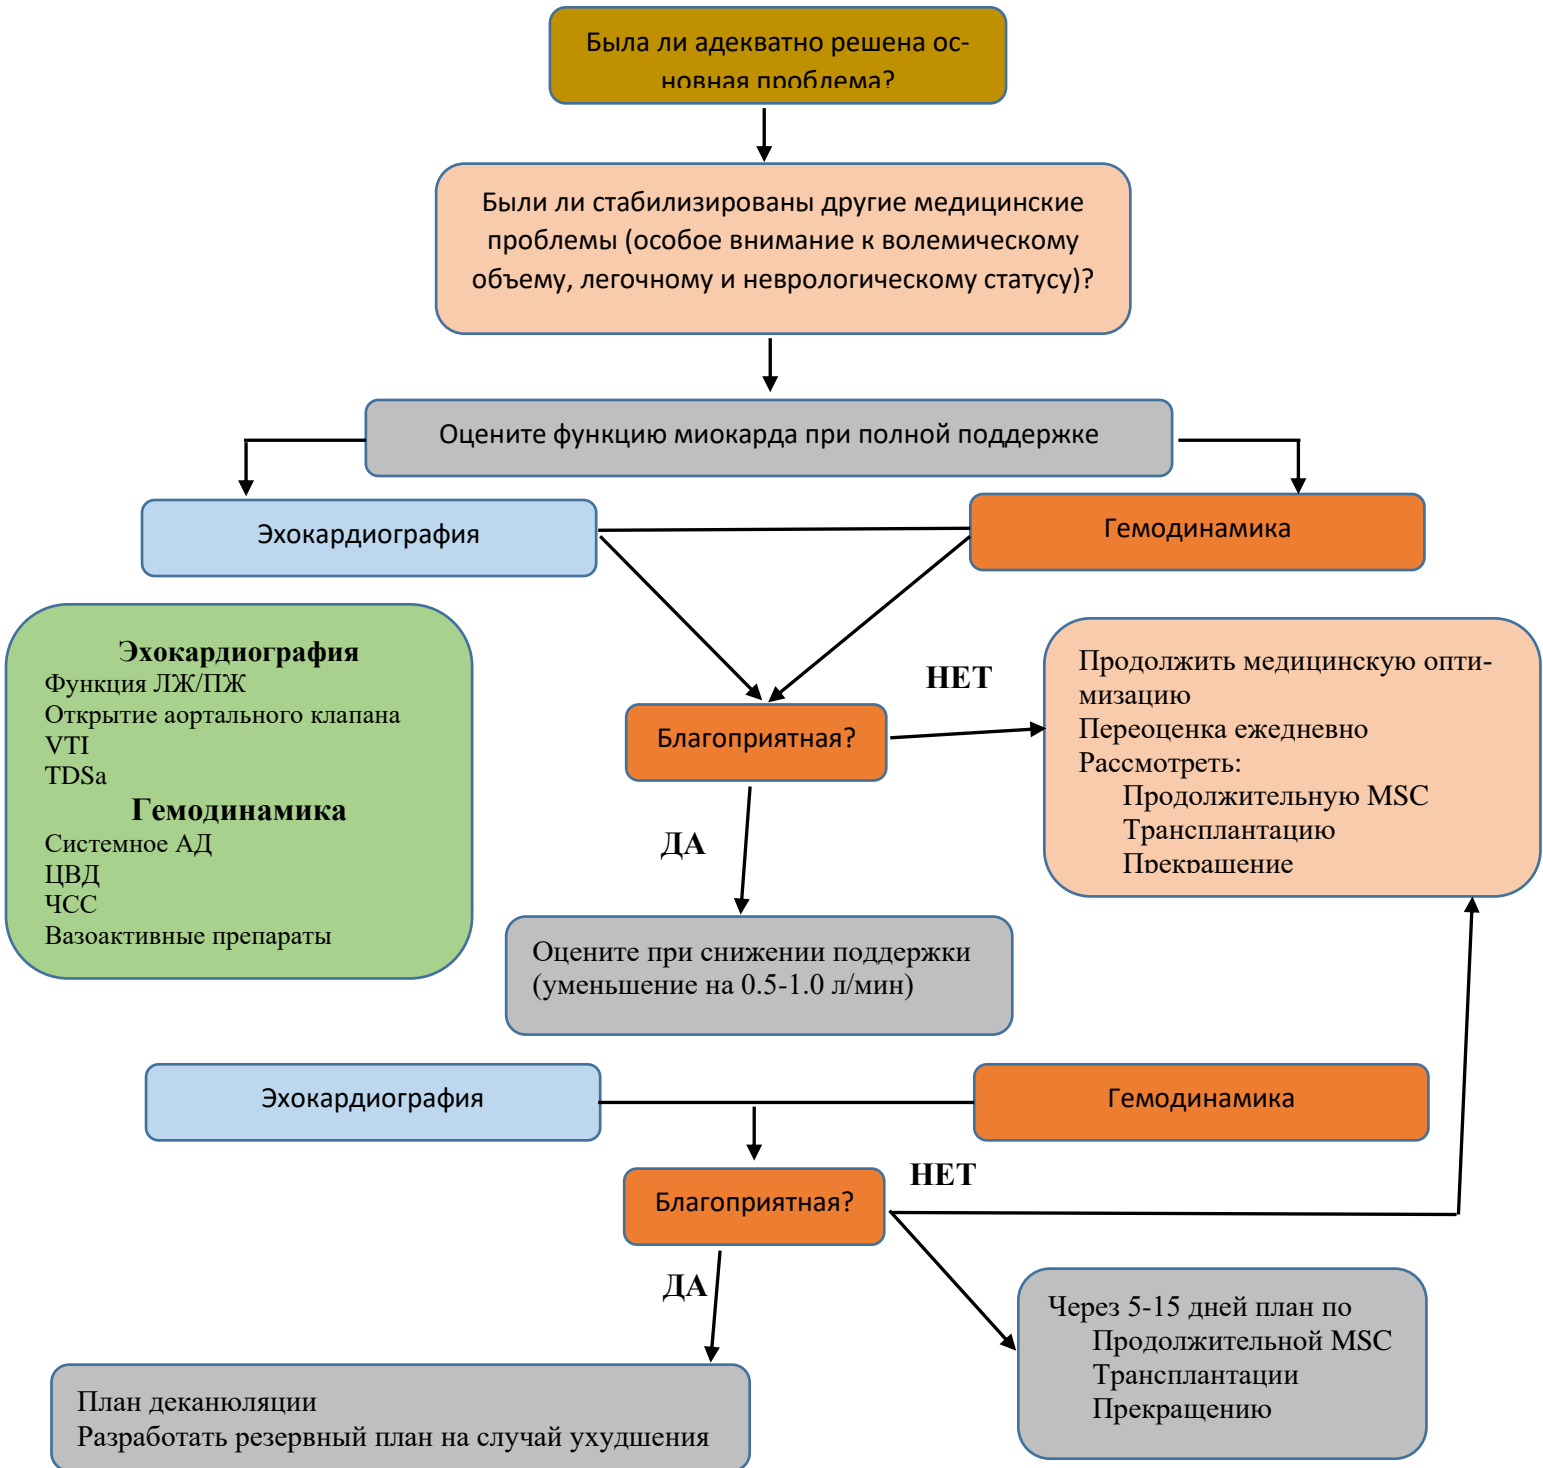 Была ли адекватно решена ос-
новная проблема?
Были ли стабилизированы другие медицинские
проблемы (особое внимание к волемическому
объему, легочному и неврологическому статусу)?
Оцените функцию миокарда при полной поддержке
Эхокардиография
Гемодинамика
Эхокардиография
Функция ЛЖ/ПЖ
Открытие аортального клапана
VTI
TDSa
Гемодинамика
Системное АД
ЦВД
ЧСС
Вазоактивные препараты
Благоприятная?
НЕТ
Продолжить медицинскую опти-
мизацию
Переоценка ежедневно
Рассмотреть:
Продолжительную MSC
Трансплантацию
Прекращение
ДА
Оцените при снижении поддержки
(уменьшение на 0.5-1.0 л/мин)
Эхокардиография
Гемодинамика
Благоприятная?
НЕТ
ДА
Через 5-15 дней план по
Продолжительной MSC
Трансплантации
Прекращению
План деканюляции
Разработать резервный план на случай ухудшения